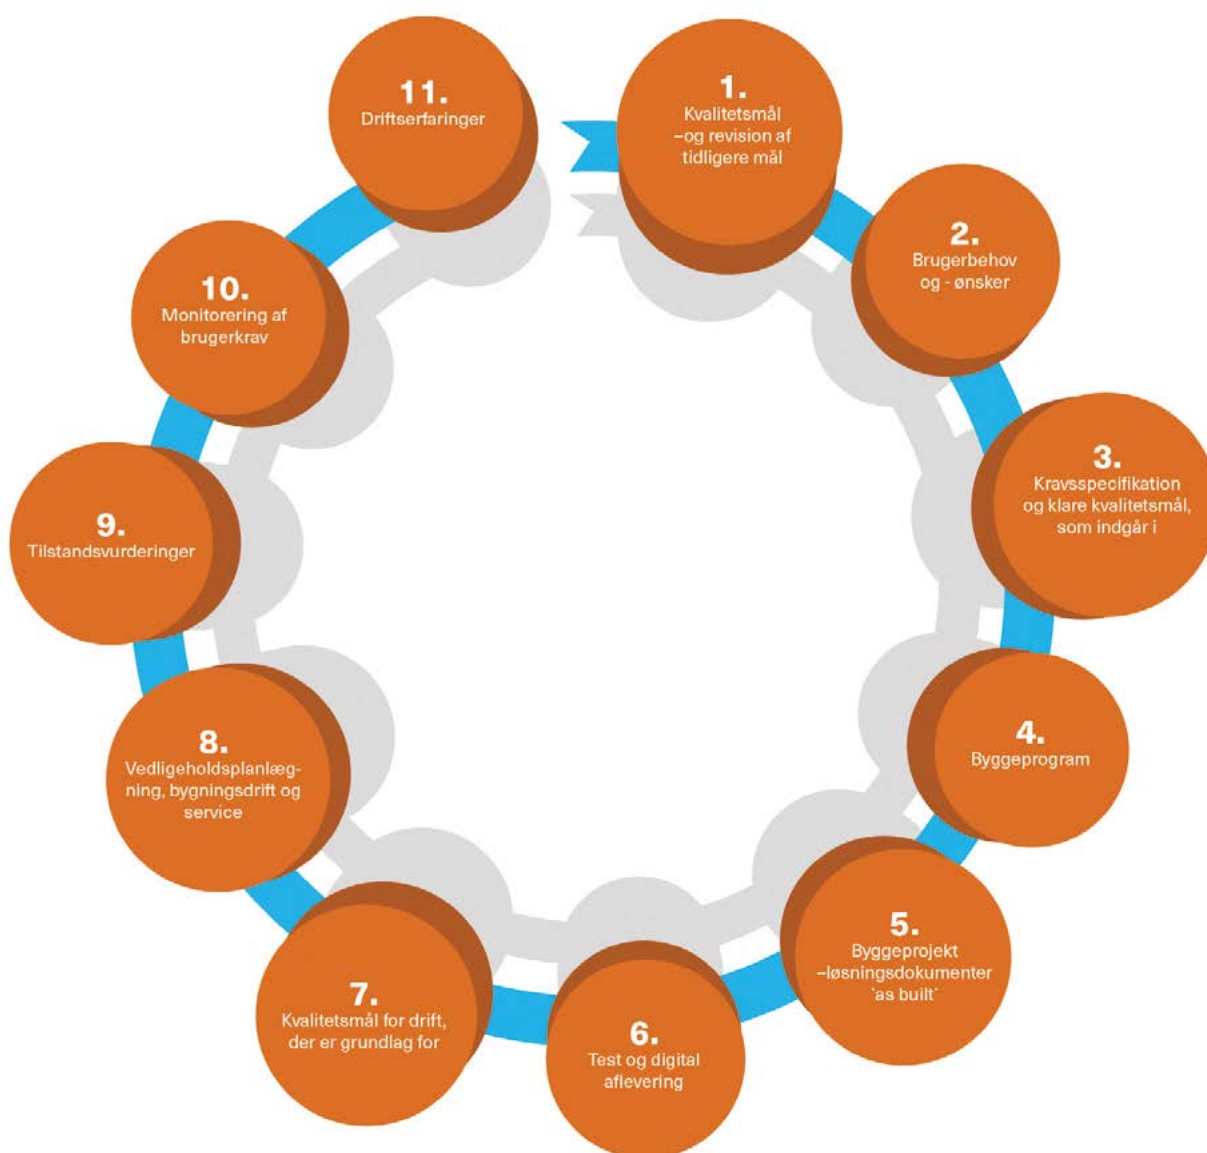 1.
Kvalitetsmål
–og revision af
tidligere mål
2.
Brugerbehov
og - ønsker
3.
Kravsspecifikation
og klare kvalitetsmål,
som indgår i
4.
Byggeprogram
5.
Byggeprojekt
–løsningsdokumenter
`as built´
6.
Test og digital
aflevering
7.
Kvalitetsmål for drift,
der er grundlag for
8.
Vedligeholdsplanlæg-
ning, bygningsdrift og
service
9.
Tilstandsvurderinger
10.
Monitorering af
brugerkrav
11.
Driftserfaringer